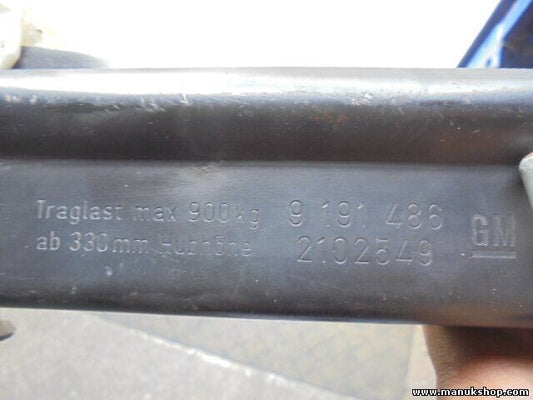 Traglast max 900kg 9 191 486
ab 330mm Hubhöhe 2102549 GM
www.manukshop.com